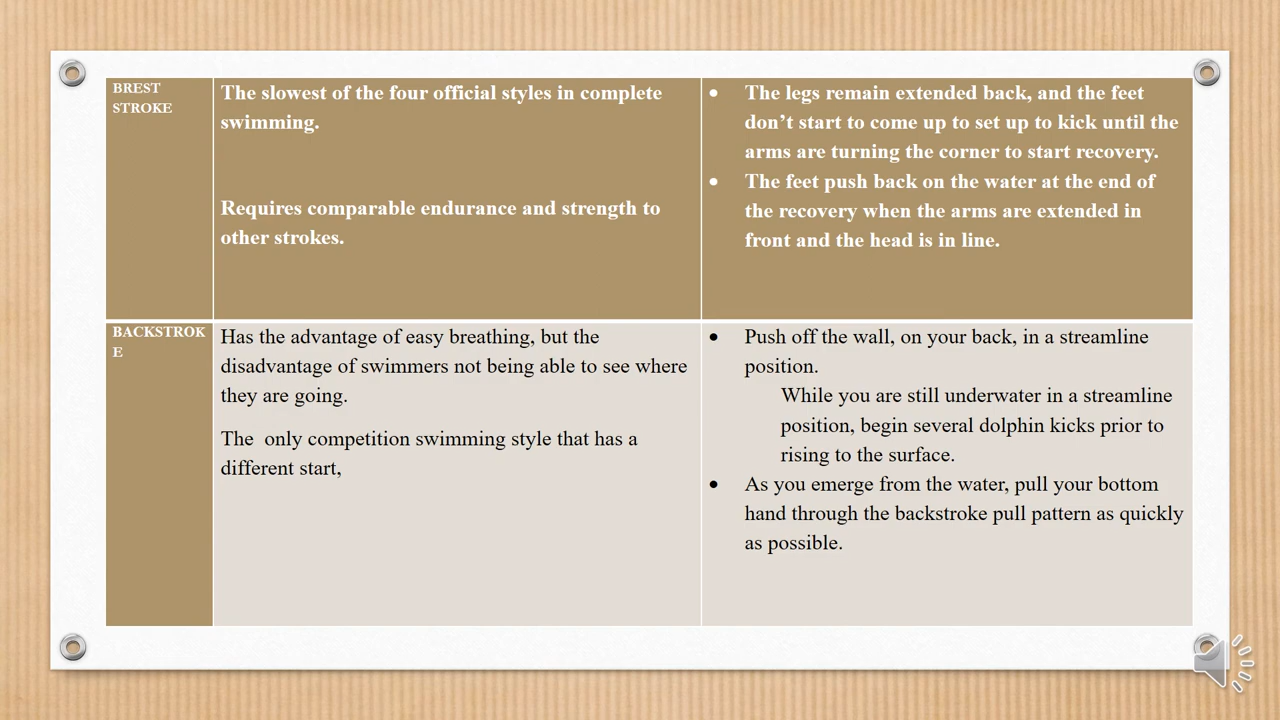 BREST
STROKE
The slowest of the four official styles in complete
swimming.
Requires comparable endurance and strength to
other strokes.
• The legs remain extended back, and the feet
don’t start to come up to set up to kick until the
arms are turning the corner to start recovery.
• The feet push back on the water at the end of
the recovery when the arms are extended in
front and the head is in line.
BACKSTROK
E
Has the advantage of easy breathing, but the
disadvantage of swimmers not being able to see where
they are going.
The  only competition swimming style that has a
different start,
• Push off the wall, on your back, in a streamline
position.
While you are still underwater in a streamline
position, begin several dolphin kicks prior to
rising to the surface.
• As you emerge from the water, pull your bottom
hand through the backstroke pull pattern as quickly
as possible.